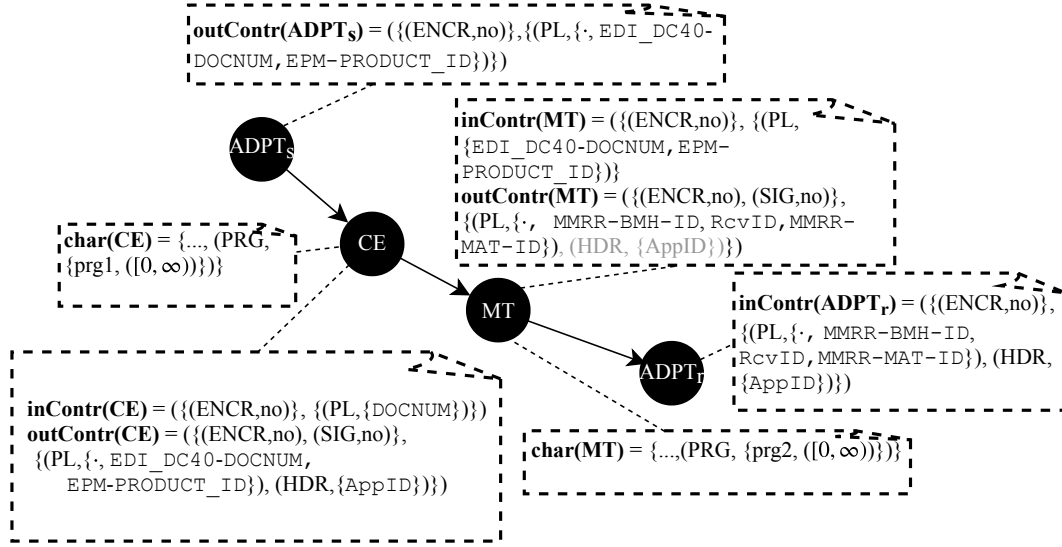 outContr(ADPTs) = ({(ENCR,no)},{(PL,{·, EDI_DC40-
DOCNUM,EPM-PRODUCT_ID})})
ADPTs
inContr(MT) = ({(ENCR,no)}, {(PL,
{EDI_DC40-DOCNUM,EPM-
PRODUCT_ID})}
outContr(MT) = ({(ENCR,no), (SIG,no)},
{(PL,{·, MMRR-BMH-ID,RcvID,MMRR-
MAT-ID}), (HDR, {AppID})})
char(CE) = {..., (PRG,
{prg1, ([0, ∞))})}
CE
MT
inContr(ADPTr) = ({(ENCR,no)},
{(PL,{·, MMRR-BMH-ID,
RcvID,MMRR-MAT-ID}), (HDR,
{AppID})})
ADPTr
inContr(CE) = ({(ENCR,no)}, {(PL,{DOCNUM})})
outContr(CE) = ({(ENCR,no), (SIG,no)},
{(PL,{·, EDI_DC40-DOCNUM,
EPM-PRODUCT_ID}), (HDR,{AppID})})
char(MT) = {...,(PRG, {prg2, ([0, ∞))})}